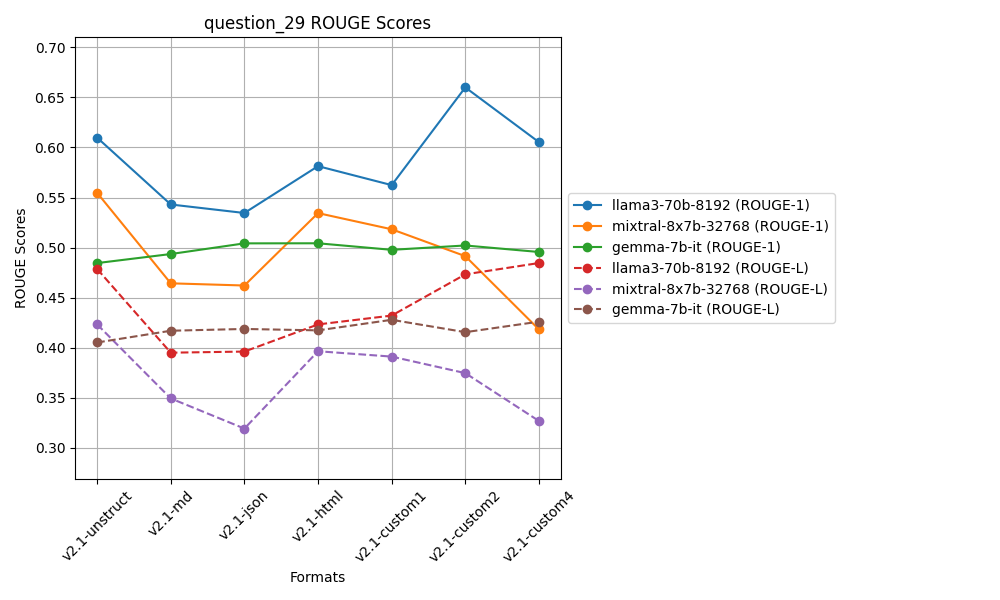 question_29 ROUGE Scores
ROUGE Scores
0.70
0.65
0.60
0.55
0.50
0.45
0.40
0.35
0.30
v2.1-unstruct
v2.1-md
v2.1-json
v2.1-html
v2.1-custom1
v2.1-custom2
v2.1-custom4
Formats
llama3-70b-8192 (ROUGE-1)
mixtral-8x7b-32768 (ROUGE-1)
gemma-7b-it (ROUGE-1)
llama3-70b-8192 (ROUGE-L)
mixtral-8x7b-32768 (ROUGE-L)
gemma-7b-it (ROUGE-L)